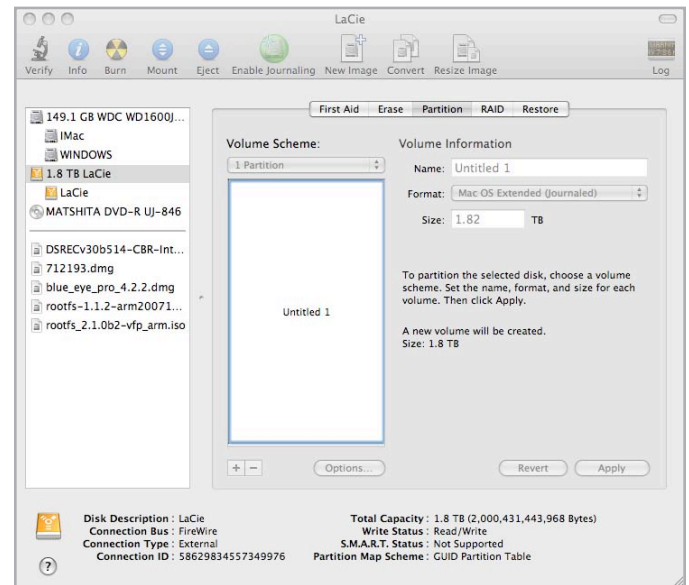 LaCie
Verify Info Burn Mount Eject Enable Journaling New Image Convert Resize Image Log
149.1 GB WDC WD1600J...
IMac
WINDOWS
1.8 TB LaCie
LaCie
MATSHITA DVD-R UJ-846
DSRECv30b514-CBR-Int...
712193.dmg
blue_eye_pro_4.2.2.dmg
rootfs-1.1.2-arm20071...
rootfs_2.1.0b2-vfp_arm.iso
First Aid Erase Partition RAID Restore
Volume Scheme:
1 Partition
Untitled 1
+ − Options...
Volume Information
Name: Untitled 1
Format: Mac OS Extended (Journaled)
Size: 1.82 TB
To partition the selected disk, choose a volume
scheme. Set the name, format, and size for each
volume. Then click Apply.
A new volume will be created.
Size: 1.8 TB
Revert Apply
Disk Description : LaCie
Connection Bus : FireWire
Connection Type : External
Connection ID : 58629834557349976
Total Capacity : 1.8 TB (2,000,431,443,968 Bytes)
Write Status : Read/Write
S.M.A.R.T. Status : Not Supported
Partition Map Scheme : GUID Partition Table
?